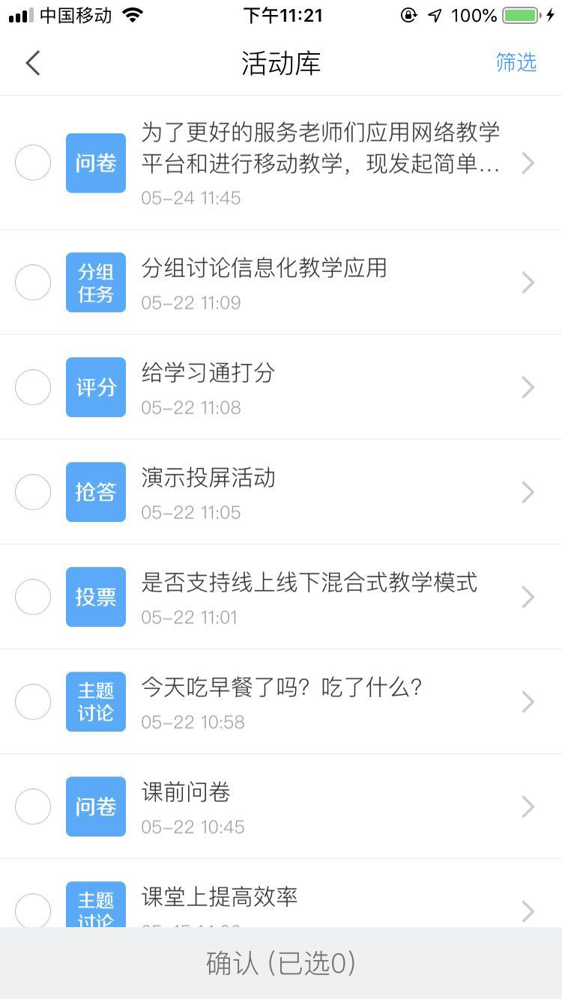 中国移动 下午11:21 100%
活动库 筛选
问卷
为了更好的服务老师们应用网络教学
平台和进行移动教学，现发起简单...
05-24 11:45
分组
任务
分组讨论信息化教学应用
05-22 11:09
评分
给学习通打分
05-22 11:08
抢答
演示投屏活动
05-22 11:05
投票
是否支持线上线下混合式教学模式
05-22 11:01
主题
讨论
今天吃早餐了吗？吃了什么？
05-22 10:58
问卷
课前问卷
05-22 10:45
主题
讨论
课堂上提高效率
确认 (已选0)